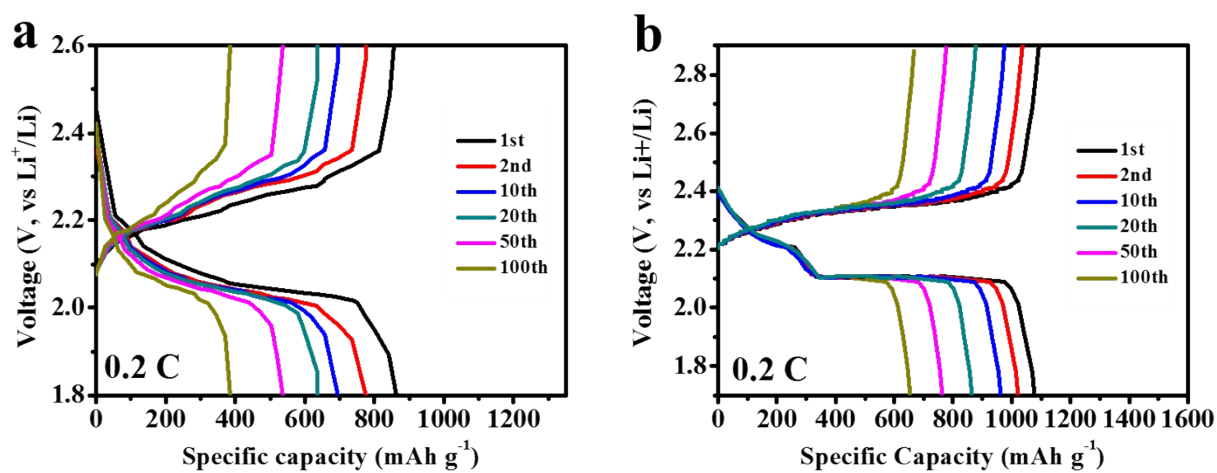 a
2.6
2.4
2.2
2.0
1.8
Voltage (V, vs Li⁺/Li)
1st
2nd
10th
20th
50th
100th
0.2 C
0 200 400 600 800 1000 1200
Specific capacity (mAh g⁻¹)
b
2.8
2.6
2.4
2.2
2.0
1.8
Voltage (V, vs Li+/Li)
1st
2nd
10th
20th
50th
100th
0.2 C
0 200 400 600 800 1000 1200 1400 1600
Specific Capacity (mAh g⁻¹)